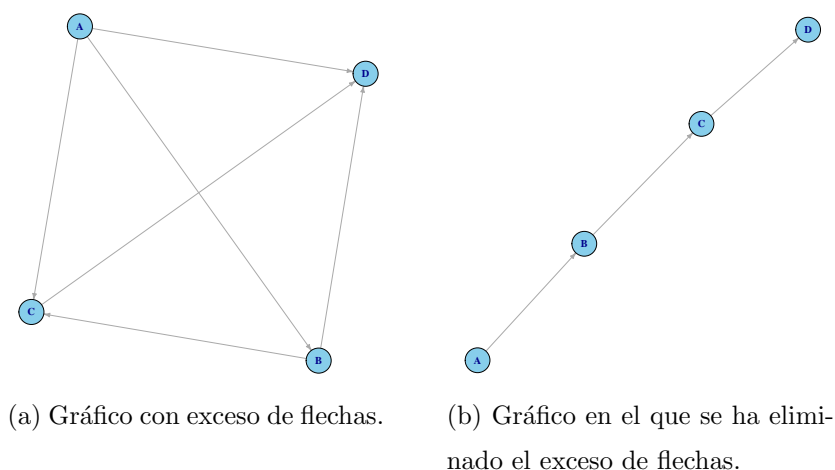 A
D
C
B
D
C
B
A
(a) Gráfico con exceso de flechas.
(b) Gráfico en el que se ha elimi-
nado el exceso de flechas.